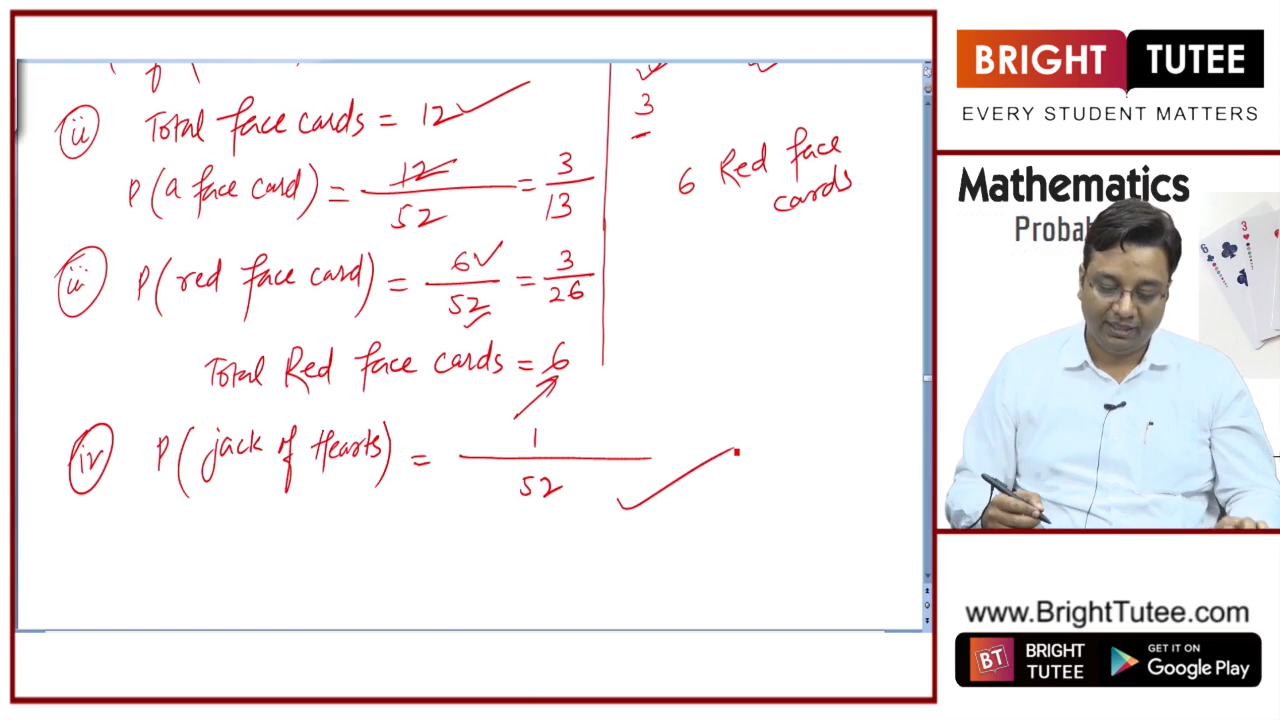 (ii) Total face cards = 12
P(a face card) = 12/52 = 3/13
(iii) P(red face card) = 6/52 = 3/26
Total Red face cards = 6
(iv) P(jack of Hearts) = 1/52
3
6 Red face
cards
BRIGHT TUTEE
EVERY STUDENT MATTERS
Mathematics
Probab
6
3
www.BrightTutee.com
BT
BRIGHT
TUTEE
GET IT ON
Google Play